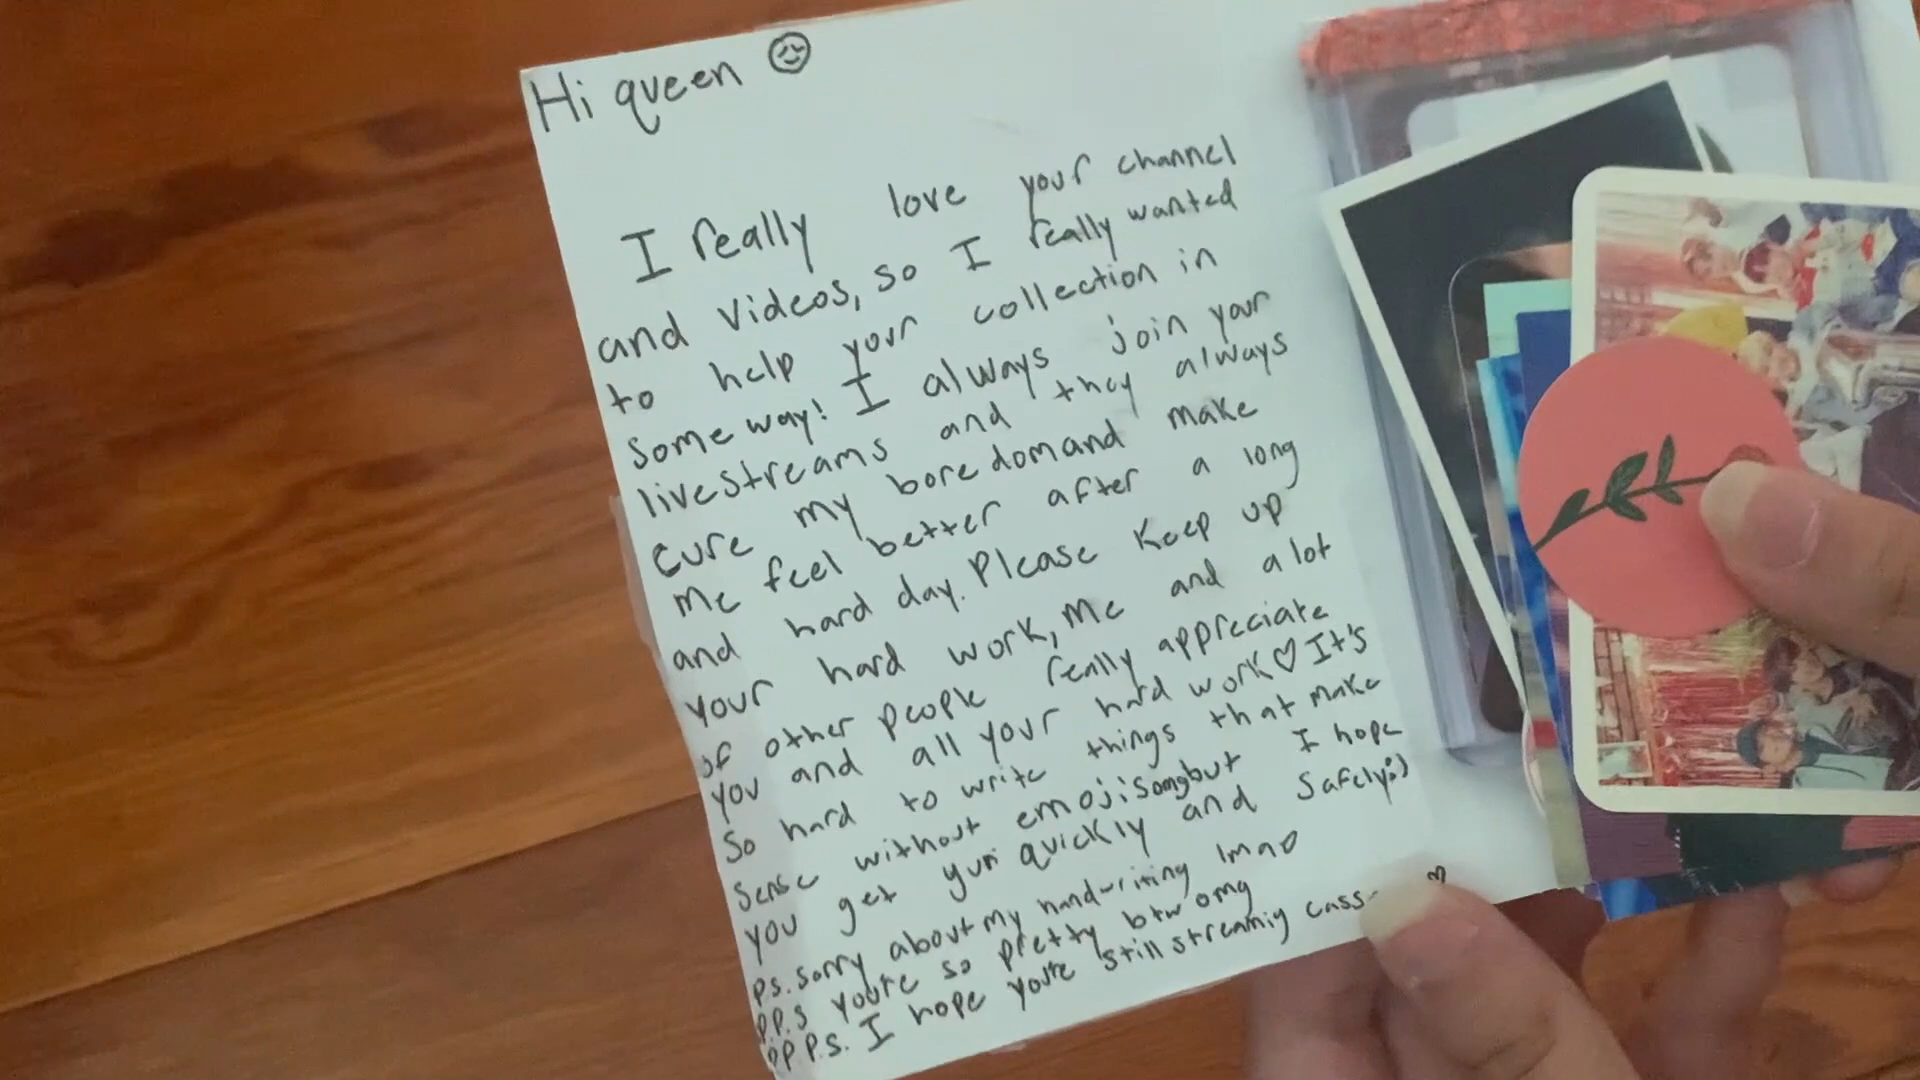 Hi queen
I really love your channel
and videos, so I really wanted
to help your collection in
some way! I always join your
livestreams and they always
cure my boredom and make
me feel better after a long
and hard day. Please keep up
your hard work, me and a lot
of other people really appreciate
you and all your hard work♡ It's
so hard to write things that make
sense without emojis omg but I hope
you get yuri quickly and safely:)
p.s. sorry about my handwriting lmao
p.p.s you're so pretty btw omg
p.p.p.s. I hope you're still streamiy